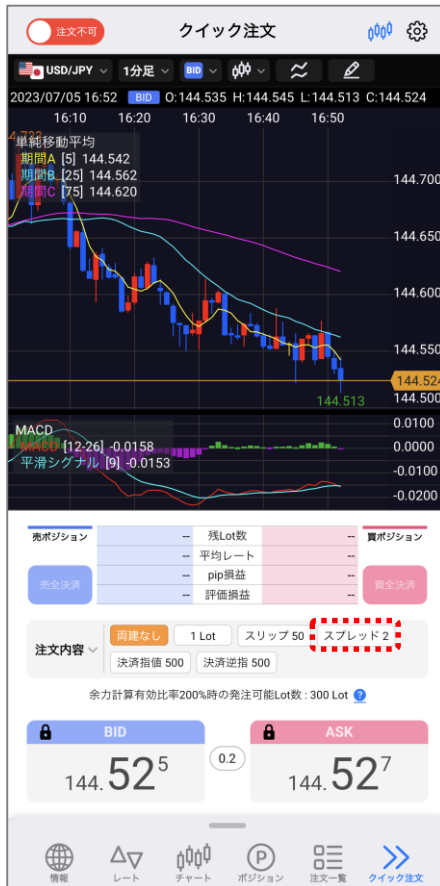 注文不可 クイック注文
USD/JPY 1分足 BID
2023/07/05 16:52 BID O:144.535 H:144.545 L:144.513 C:144.524
16:10 16:20 16:30 16:40 16:50
単純移動平均
期間A [5] 144.542
期間B [25] 144.562
期間C [75] 144.620
144.700
144.650
144.600
144.550
144.524
144.513
144.500
MACD
MACD [12-26] -0.0158
平滑シグナル [9] -0.0153
0.0100
0.0000
-0.0100
-0.0200
売ポジション -- 残Lot数 -- 買ポジション
-- 平均レート --
売全決済 -- pip損益 -- 買全決済
-- 評価損益 --
注文内容 両建なし 1 Lot スリップ 50 スプレッド 2
決済指値 500 決済逆指 500
余力計算有効比率200%時の発注可能Lot数 : 300 Lot ?
BID ASK
144.525 0.2 144.527
情報 レート チャート ポジション 注文一覧 クイック注文